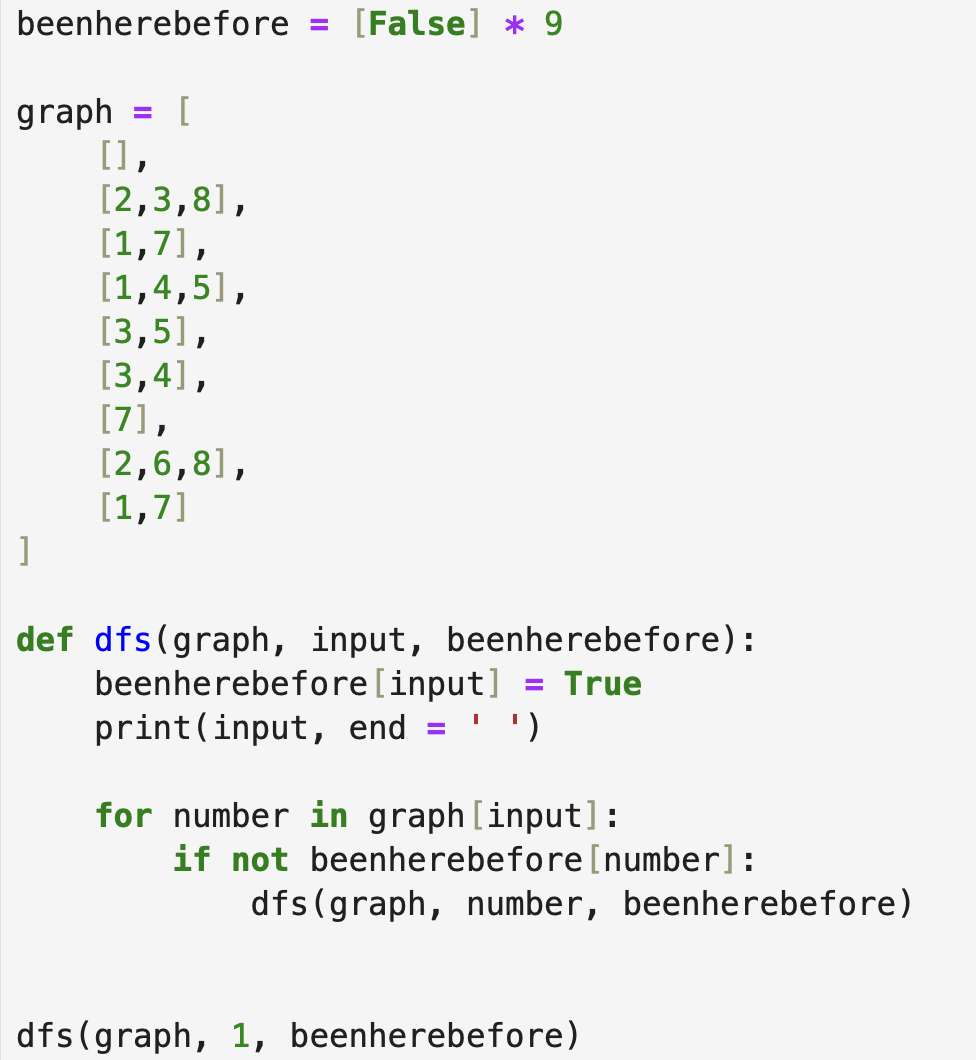 beenherebefore = [False] * 9

graph = [
    [],
    [2,3,8],
    [1,7],
    [1,4,5],
    [3,5],
    [3,4],
    [7],
    [2,6,8],
    [1,7]
]

def dfs(graph, input, beenherebefore):
    beenherebefore[input] = True
    print(input, end = ' ')

    for number in graph[input]:
        if not beenherebefore[number]:
            dfs(graph, number, beenherebefore)


dfs(graph, 1, beenherebefore)